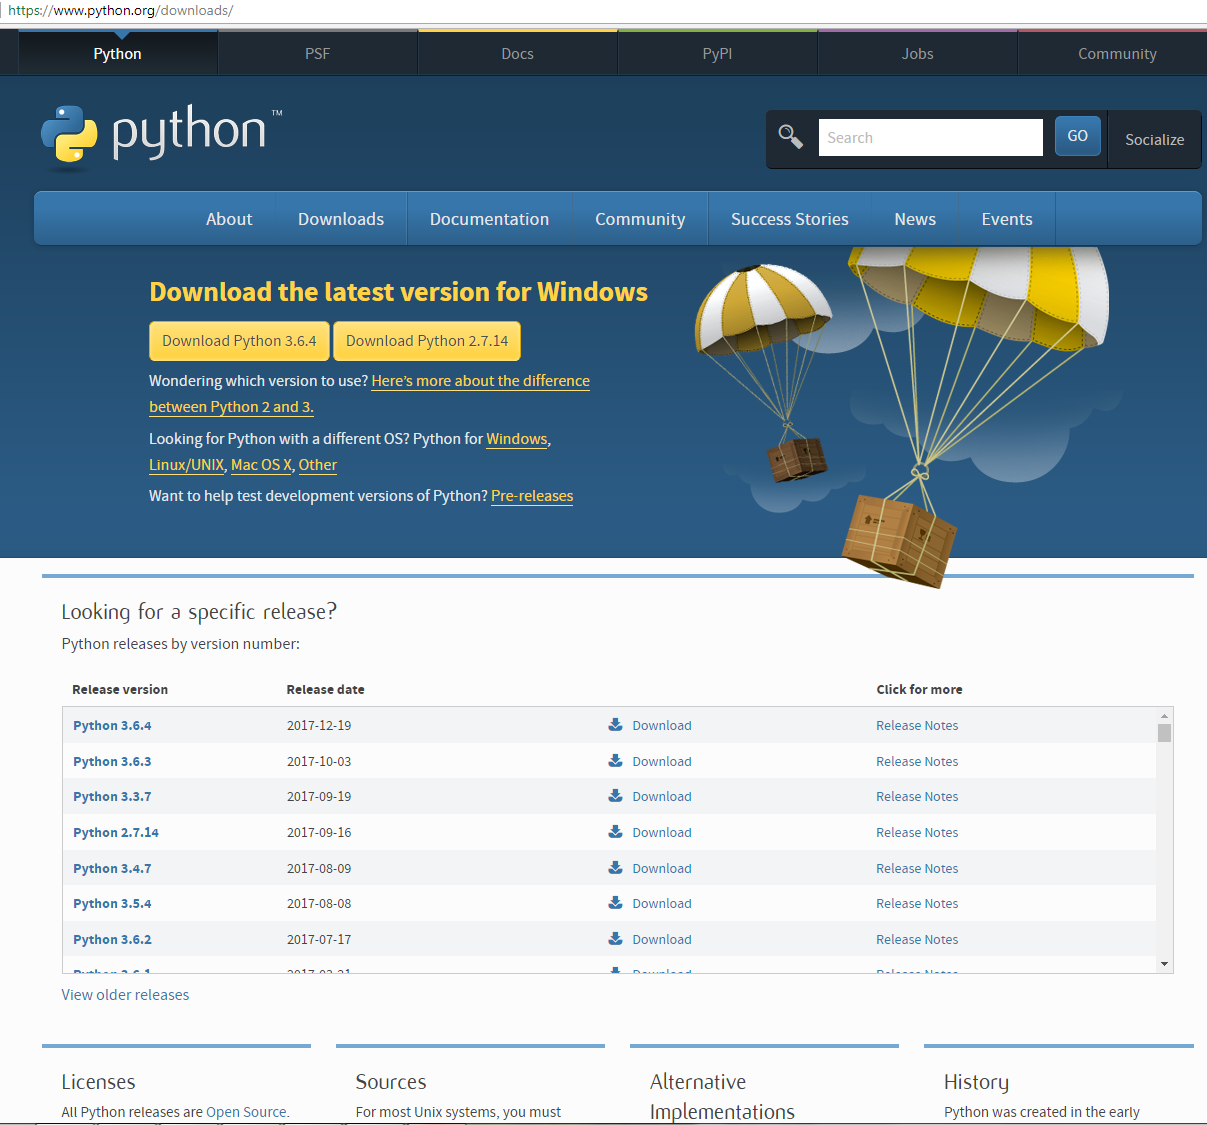 https://www.python.org/downloads/
Python PSF Docs PyPI Jobs Community
python™
Search GO Socialize
About Downloads Documentation Community Success Stories News Events
Download the latest version for Windows
Download Python 3.6.4 Download Python 2.7.14
Wondering which version to use? Here's more about the difference
between Python 2 and 3.
Looking for Python with a different OS? Python for Windows,
Linux/UNIX, Mac OS X, Other
Want to help test development versions of Python? Pre-releases
Looking for a specific release?
Python releases by version number:
Release version Release date Click for more
Python 3.6.4 2017-12-19 Download Release Notes
Python 3.6.3 2017-10-03 Download Release Notes
Python 3.3.7 2017-09-19 Download Release Notes
Python 2.7.14 2017-09-16 Download Release Notes
Python 3.4.7 2017-08-09 Download Release Notes
Python 3.5.4 2017-08-08 Download Release Notes
Python 3.6.2 2017-07-17 Download Release Notes
Python 3.6.1 2017-03-21 Download Release Notes
View older releases
Licenses
All Python releases are Open Source.
Sources
For most Unix systems, you must
Alternative
Implementations
History
Python was created in the early